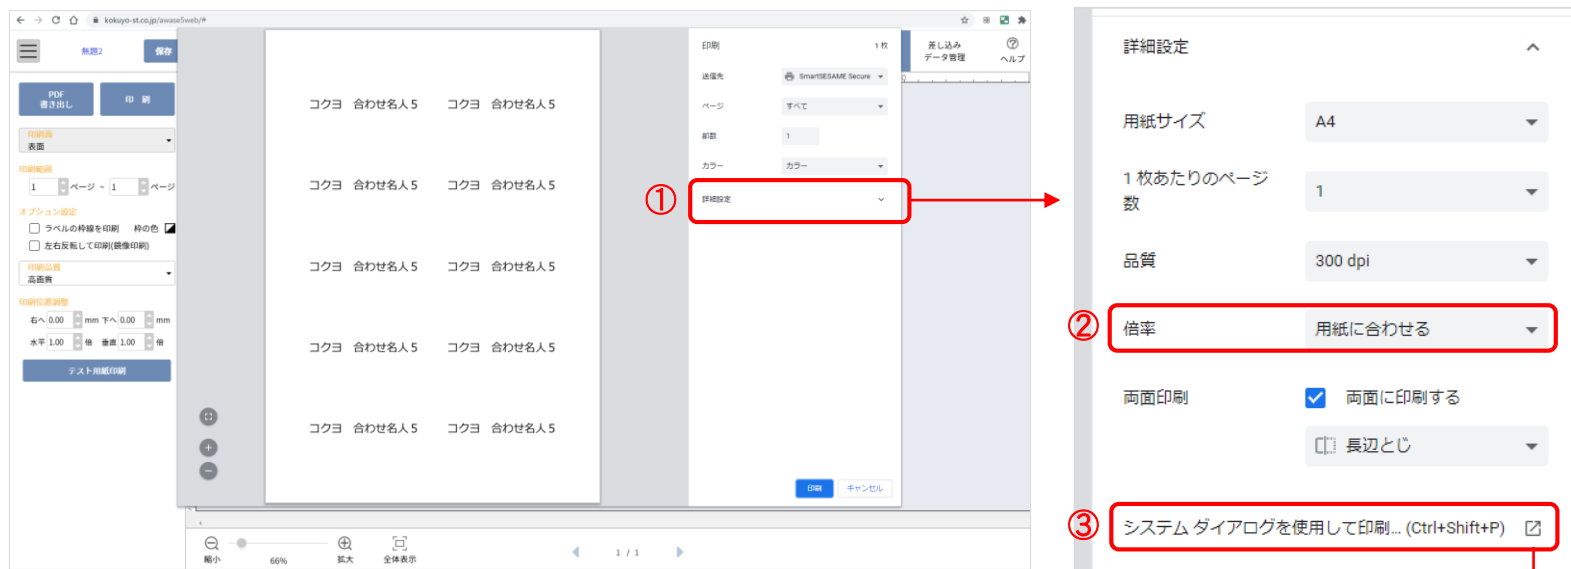 kokuyo-st.co.jp/awase5web/#
無題2
保存
PDF
書き出し
印 刷
印刷面
表面
印刷範囲
1 ページ ~ 1 ページ
オプション設定
ラベルの枠線を印刷 枠の色
左右反転して印刷(鏡像印刷)
印刷品質
高画質
印刷位置調整
右へ 0.00 mm 下へ 0.00 mm
水平 1.00 倍 垂直 1.00 倍
テスト用紙印刷
コクヨ 合わせ名人5 コクヨ 合わせ名人5
コクヨ 合わせ名人5 コクヨ 合わせ名人5
コクヨ 合わせ名人5 コクヨ 合わせ名人5
コクヨ 合わせ名人5 コクヨ 合わせ名人5
コクヨ 合わせ名人5 コクヨ 合わせ名人5
印刷 1 枚
送信先 SmartSESAME Secure
ページ すべて
部数 1
カラー カラー
①
詳細設定
印刷 キャンセル
差し込み
データ管理
ヘルプ
縮小 66% 拡大 全体表示
1 / 1
詳細設定
用紙サイズ A4
1 枚あたりのページ
数 1
品質 300 dpi
② 倍率 用紙に合わせる
両面印刷 両面に印刷する
長辺とじ
③ システム ダイアログを使用して印刷... (Ctrl+Shift+P)